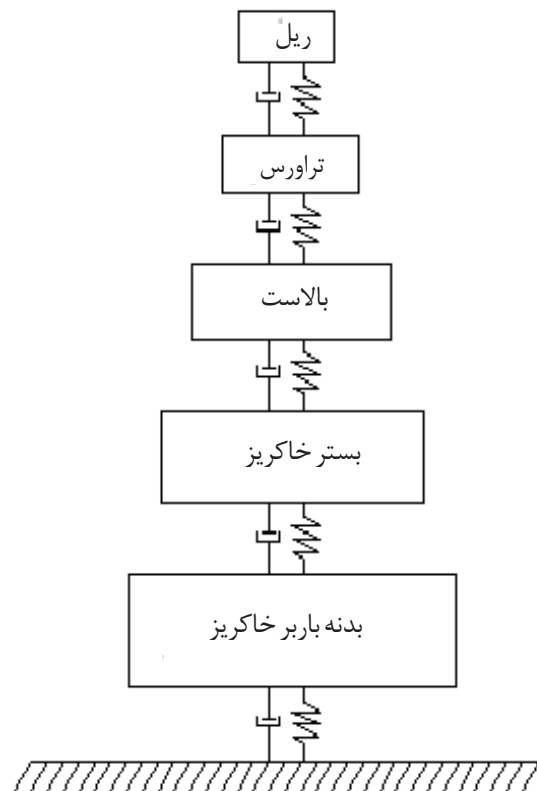 ریل
تراورس
بالاست
بستر خاکریز
بدنه باربر خاکریز